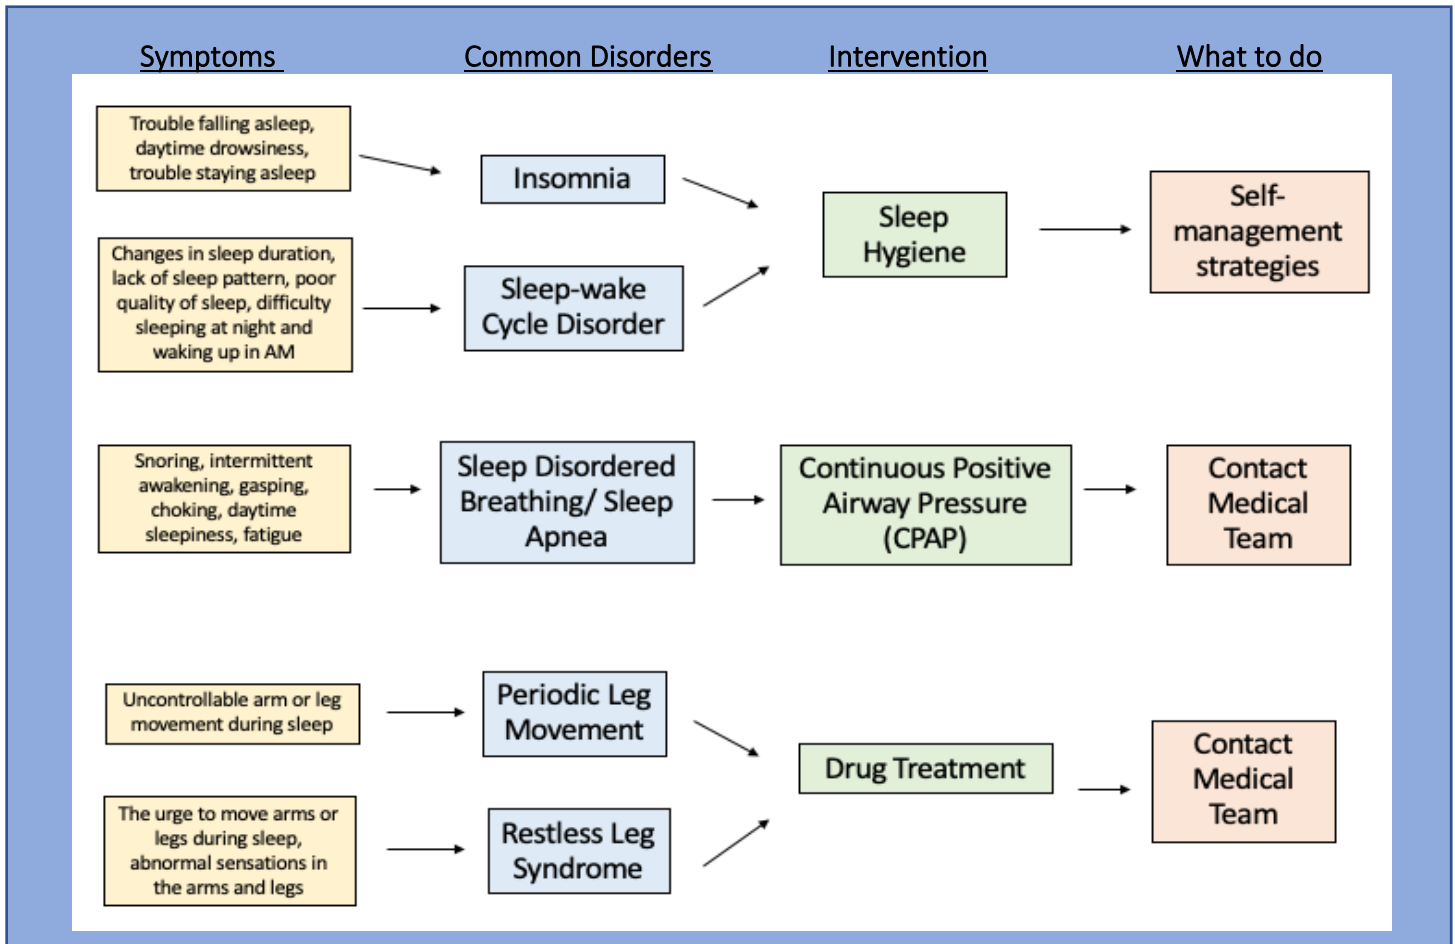 Symptoms
Common Disorders
Intervention
What to do
Trouble falling asleep,
daytime drowsiness,
trouble staying asleep
Insomnia
Changes in sleep duration,
lack of sleep pattern, poor
quality of sleep, difficulty
sleeping at night and
waking up in AM
Sleep-wake
Cycle Disorder
Sleep
Hygiene
Self-
management
strategies
Snoring, intermittent
awakening, gasping,
choking, daytime
sleepiness, fatigue
Sleep Disordered
Breathing/ Sleep
Apnea
Continuous Positive
Airway Pressure
(CPAP)
Contact
Medical
Team
Uncontrollable arm or leg
movement during sleep
Periodic Leg
Movement
The urge to move arms or
legs during sleep,
abnormal sensations in
the arms and legs
Restless Leg
Syndrome
Drug Treatment
Contact
Medical
Team